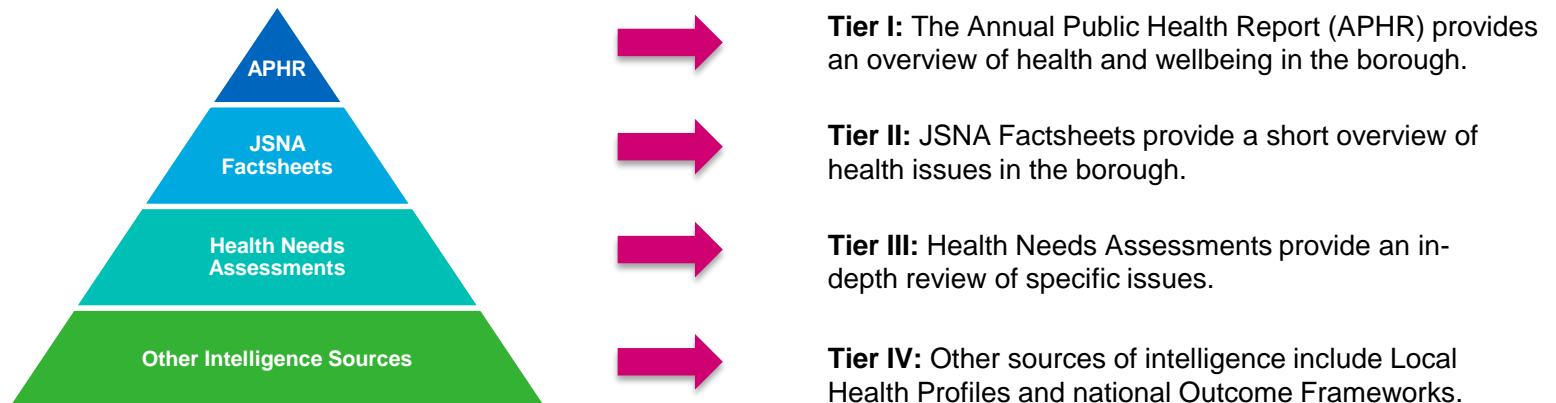 APHR
Tier I: The Annual Public Health Report (APHR) provides
an overview of health and wellbeing in the borough.
JSNA
Factsheets
Tier II: JSNA Factsheets provide a short overview of
health issues in the borough.
Health Needs
Assessments
Tier III: Health Needs Assessments provide an in-
depth review of specific issues.
Other Intelligence Sources
Tier IV: Other sources of intelligence include Local
Health Profiles and national Outcome Frameworks.